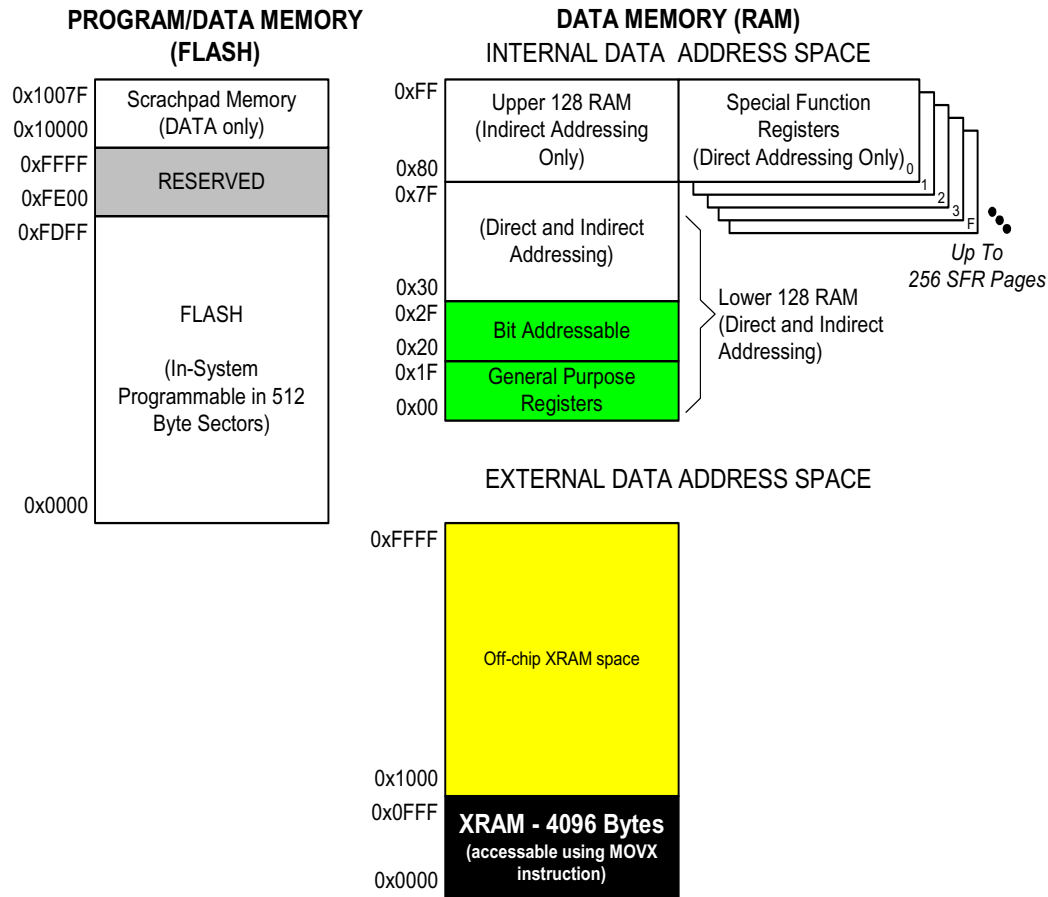 PROGRAM/DATA MEMORY
(FLASH)
0x1007F
Scrachpad Memory
0x10000
(DATA only)
0xFFFF
RESERVED
0xFE00
0xFDFF
FLASH
(In-System
Programmable in 512
Byte Sectors)
0x0000
DATA MEMORY (RAM)
INTERNAL DATA ADDRESS SPACE
0xFF
Upper 128 RAM
(Indirect Addressing
Only)
0x80
Special Function
Registers
(Direct Addressing Only)
0
1
2
3
F
Up To
256 SFR Pages
0x7F
(Direct and Indirect
Addressing)
0x30
0x2F
Bit Addressable
0x20
0x1F
General Purpose
Registers
0x00
Lower 128 RAM
(Direct and Indirect
Addressing)
EXTERNAL DATA ADDRESS SPACE
0xFFFF
Off-chip XRAM space
0x1000
0x0FFF
XRAM - 4096 Bytes
(accessable using MOVX
instruction)
0x0000